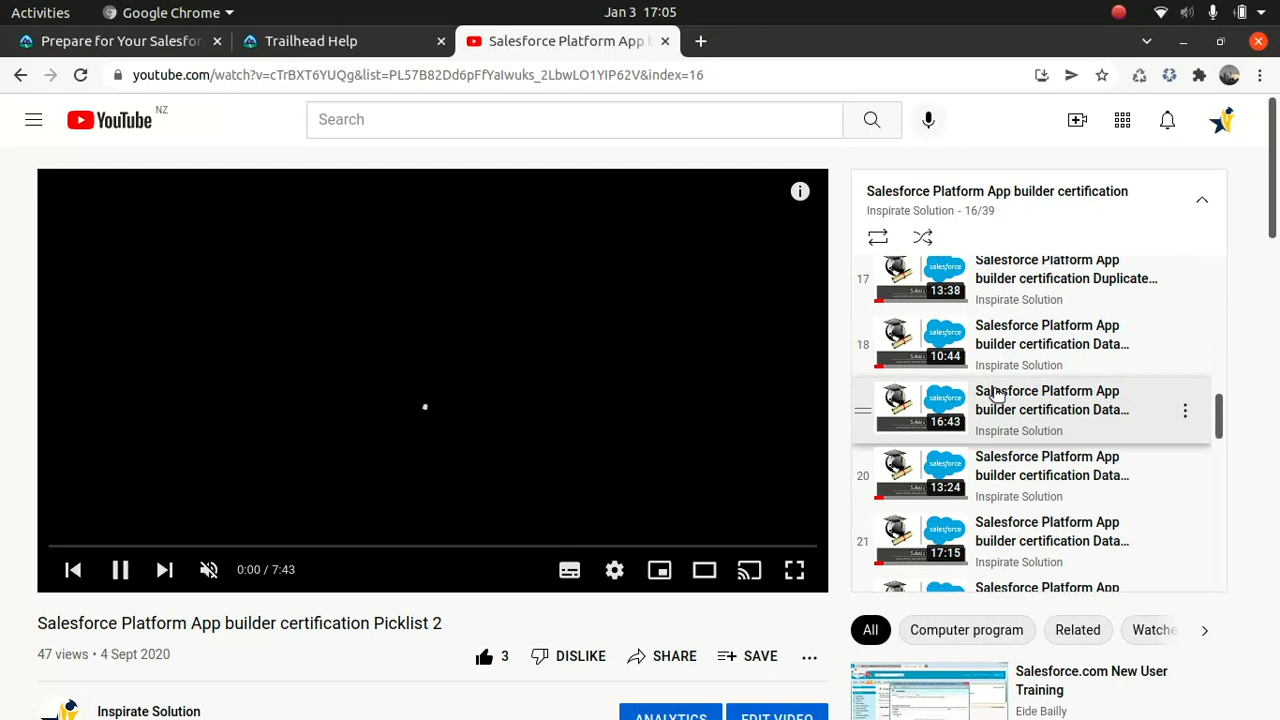 Activities
Google Chrome
Jan 3 17:05
Prepare for Your Salesfor
Trailhead Help
Salesforce Platform App b
youtube.com/watch?v=cTrBXT6YUQg&list=PL57B82Dd6pFfYaIwuks_2LbwLO1YIP62V&index=16
YouTube NZ
Search
Salesforce Platform App builder certification
Inspirate Solution - 16/39
17
13:38
Salesforce Platform App
builder certification Duplicate...
Inspirate Solution
18
salesforce
10:44
Salesforce Platform App
builder certification Data...
Inspirate Solution
salesforce
16:43
Salesforce Platform App
builder certification Data...
Inspirate Solution
20
salesforce
13:24
Salesforce Platform App
builder certification Data...
Inspirate Solution
21
salesforce
17:15
Salesforce Platform App
builder certification Data...
Inspirate Solution
Salesforce Platform App
0:00 / 7:43
Salesforce Platform App builder certification Picklist 2
47 views • 4 Sept 2020
3
DISLIKE
SHARE
SAVE
ANALYTICS
EDIT VIDEO
All
Computer program
Related
Watche
Salesforce.com New User
Training
Eide Bailly